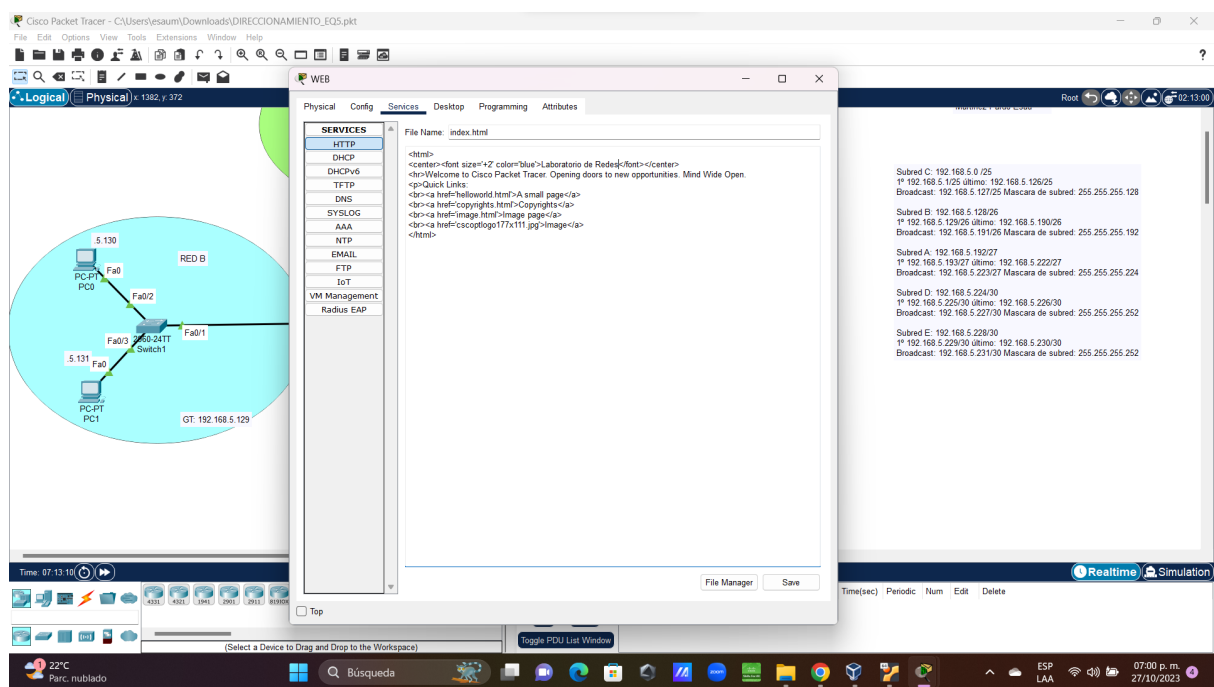 Cisco Packet Tracer - C:\Users\esaum\Downloads\DIRECCIONAMIENTO_EQ5.pkt
File Edit Options View Tools Extensions Window Help
?
Logical Physical x: 1382, y: 372
Root 02:13:00
WEB
Physical Config Services Desktop Programming Attributes
SERVICES
HTTP
DHCP
DHCPv6
TFTP
DNS
SYSLOG
AAA
NTP
EMAIL
FTP
IoT
VM Management
Radius EAP
File Name: index.html
<html>
<center><font size='+2' color='blue'>Laboratorio de Redes</font></center>
<hr>Welcome to Cisco Packet Tracer. Opening doors to new opportunities. Mind Wide Open.
<p>Quick Links:
<br><a href='helloworld.html'>A small page</a>
<br><a href='copyrights.html'>Copyrights</a>
<br><a href='image.html'>Image page</a>
<br><a href='cscoptlogo177x111.jpg'>Image</a>
</html>
File Manager Save
Top
.5.130
RED B
PC-PT
PC0
Fa0
Fa0/2
Fa0/1
2960-24TT
Switch1
Fa0/3
.5.131
Fa0
PC-PT
PC1
GT: 192.168.5.129
Subred C: 192.168.5.0 /25
1º 192.168.5.1/25 último: 192.168.5.126/25
Broadcast: 192.168.5.127/25 Mascara de subred: 255.255.255.128
Subred B: 192.168.5.128/26
1º 192.168.5.129/26 último: 192.168.5.190/26
Broadcast: 192.168.5.191/26 Mascara de subred: 255.255.255.192
Subred A: 192.168.5.192/27
1º 192.168.5.193/27 último: 192.168.5.222/27
Broadcast: 192.168.5.223/27 Mascara de subred: 255.255.255.224
Subred D: 192.168.5.224/30
1º 192.168.5.225/30 último: 192.168.5.226/30
Broadcast: 192.168.5.227/30 Mascara de subred: 255.255.255.252
Subred E: 192.168.5.228/30
1º 192.168.5.229/30 último: 192.168.5.230/30
Broadcast: 192.168.5.231/30 Mascara de subred: 255.255.255.252
Time: 07:13:10
Realtime Simulation
4331 4321 1941 2901 2911
Time(sec) Periodic Num Edit Delete
(Select a Device to Drag and Drop to the Workspace)
Toggle PDU List Window
1
22°C
Parc. nublado
Búsqueda
zoom
ESP
LAA
07:00 p. m.
27/10/2023
4